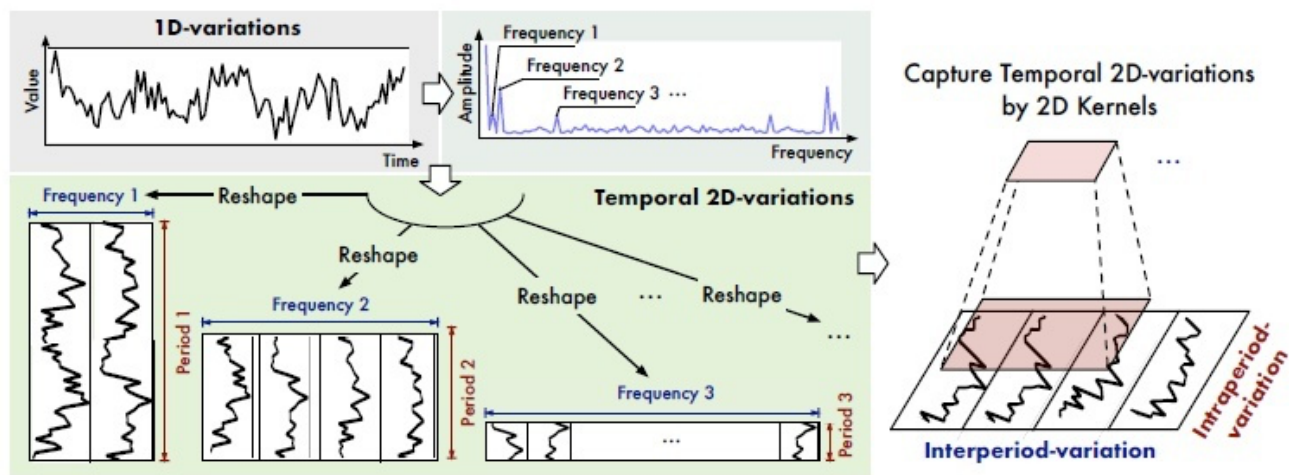 1D-variations
Value
Time
Frequency 1
Frequency 2
Frequency 3 ...
Amplitude
Frequency
Capture Temporal 2D-variations
by 2D Kernels
...
Frequency 1
Reshape
Temporal 2D-variations
Reshape
Reshape
...
Reshape
...
Period 1
Frequency 2
Period 2
Frequency 3
...
Period 3
Interperiod-variation
Intraperiod-
variation